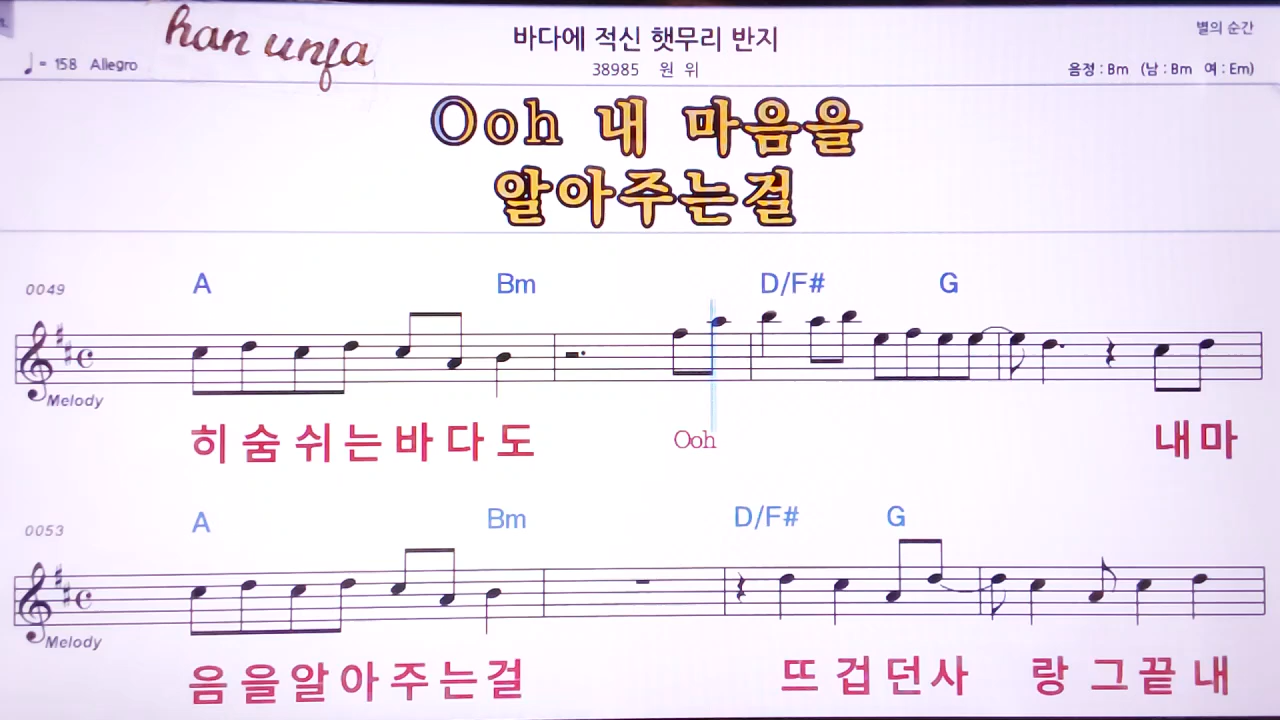 han unfa
바다에 적신 햇무리 반지
별의 순간
♩= 158 Allegro
38985 원 위
음정 : Bm (남 : Bm 여 : Em)
Ooh 내 마음을
알아주는걸
0049 A Bm D/F# G
Melody
히 숨 쉬 는 바 다 도 Ooh 내 마
0053 A Bm D/F# G
Melody
음 을 알 아 주 는 걸 뜨 겁 던 사 랑 그 끝 내